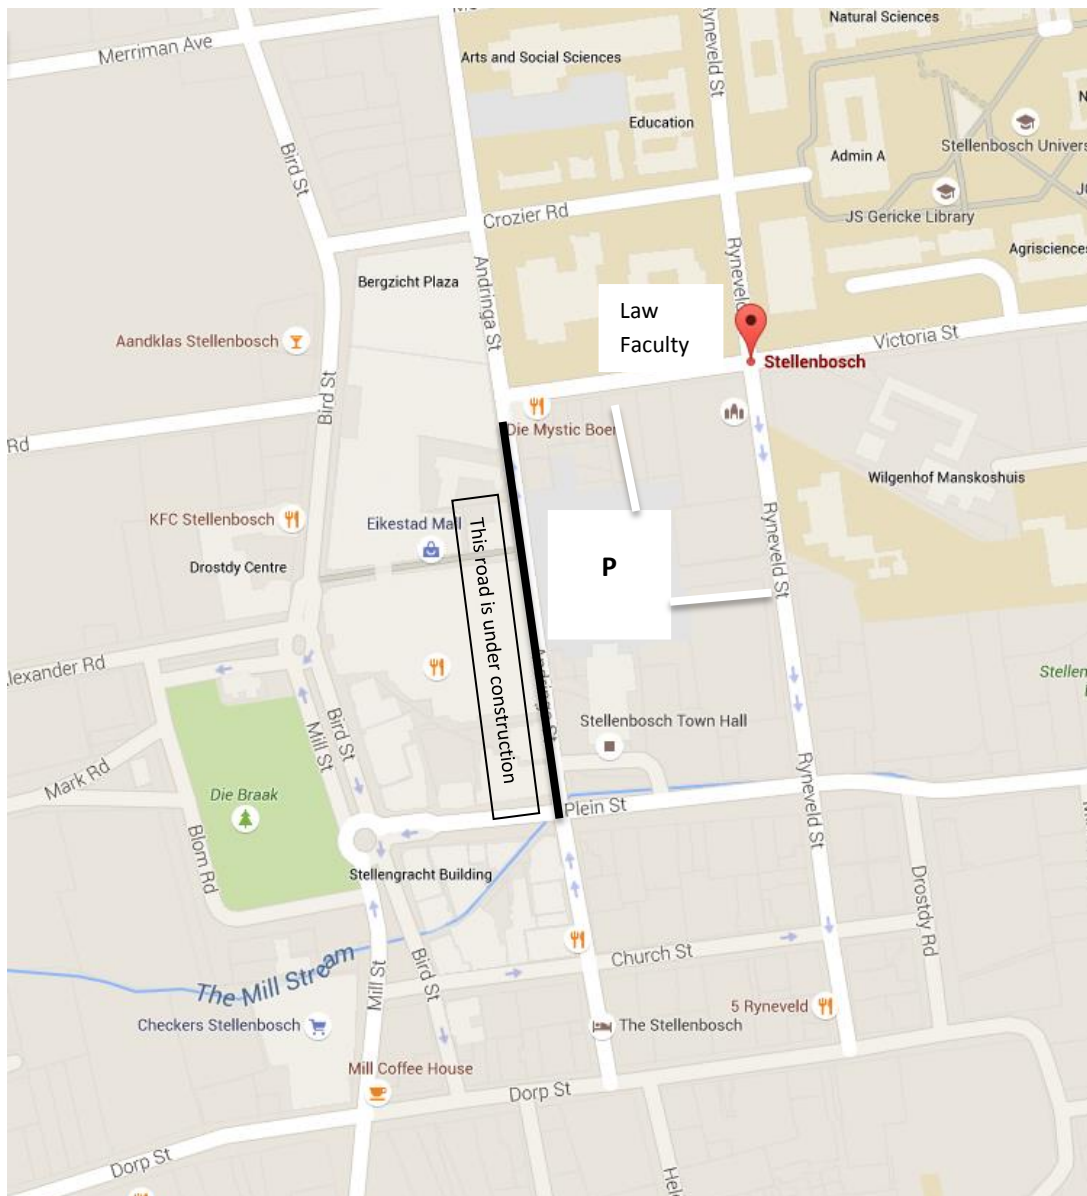 Natural Sciences
Merriman Ave
Ryneveld St
Arts and Social Sciences
Education
Bird St
Admin A
Stellenbosch Univers
JS Gericke Library
Crozier Rd
Agrisciences
Ryneveld
Andringa St
Bergzicht Plaza
Law
Faculty
Aandklas Stellenbosch
Victoria St
Stellenbosch
Bird St
Die Mystic Boer
Rd
Wilgenhof Manskoshuis
KFC Stellenbosch
Eikestad Mall
This road is under construction
Ryneveld St
Drostdy Centre
P
Alexander Rd
Andringa St
Stellen
Bird St
Mill St
Stellenbosch Town Hall
Mark Rd
Die Braak
Plein St
Ryneveld St
Blom Rd
Stellengracht Building
Drostdy Rd
Bird St
Church St
The Mill Stream
Mill St
5 Ryneveld
Checkers Stellenbosch
The Stellenbosch
Mill Coffee House
Dorp St
Dorp St
Hel